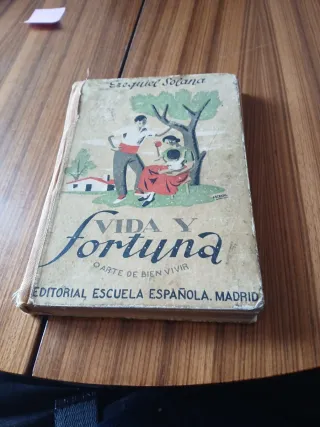 Ezequiel Solana
VIDA Y
fortuna
O ARTE DE BIEN VIVIR
EDITORIAL ESCUELA ESPAÑOLA. MADRID